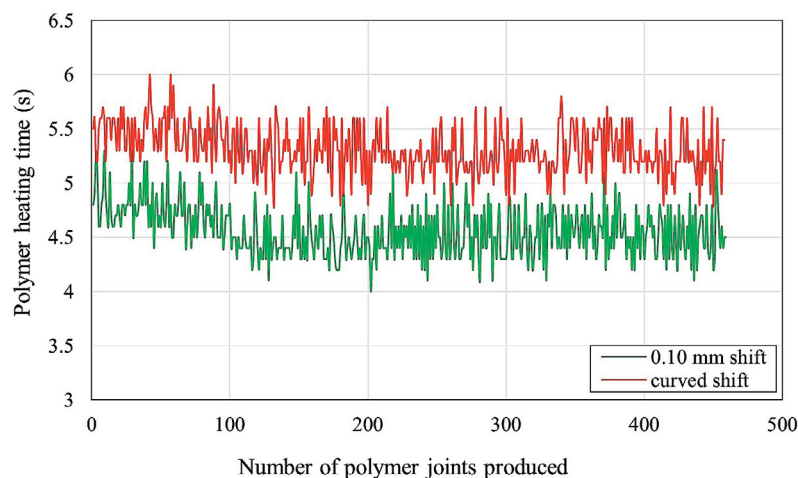 6.5
6
5.5
5
4.5
4
3.5
3
Polymer heating time (s)
0.10 mm shift
curved shift
0 100 200 300 400 500
Number of polymer joints produced